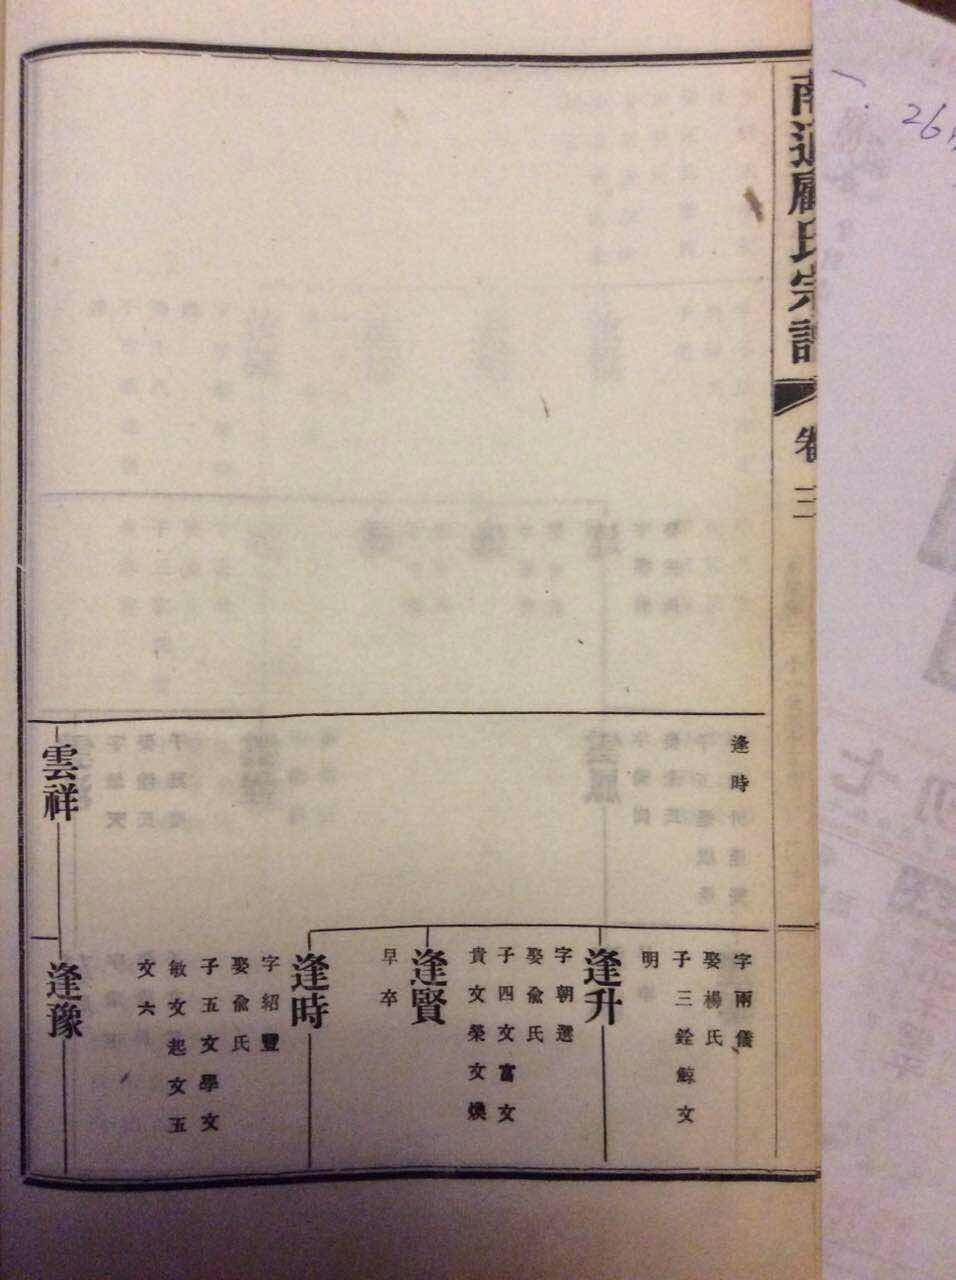 南通顧氏宗譜
卷三
逢時
字兩儀
娶楊氏
子三銓鯨文
明
逢升
字朝選
娶兪氏
子四文富文
貴文榮文煥
逢賢
早卒
逢時
字紹豐
娶兪氏
子五文學文
敏文起文五
文六
雲祥
逢豫
26